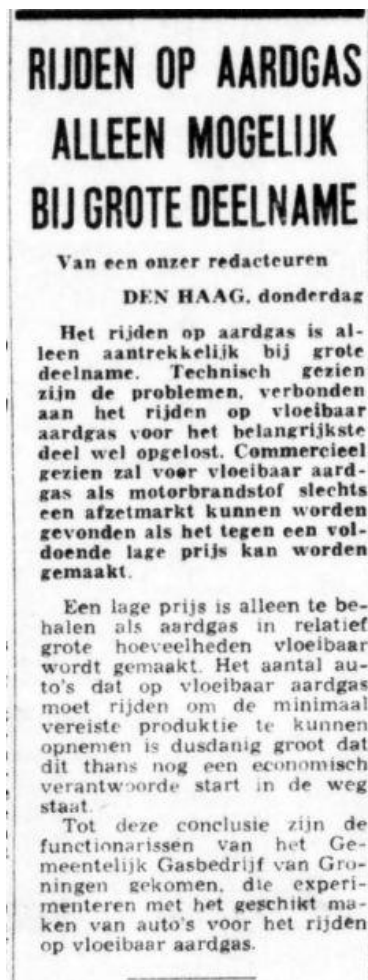 RIJDEN OP AARDGAS
ALLEEN MOGELIJK
BIJ GROTE DEELNAME
Van een onzer redacteuren
DEN HAAG, donderdag
Het rijden op aardgas is al-
leen aantrekkelijk bij grote
deelname. Technisch gezien
zijn de problemen, verbonden
aan het rijden op vloeibaar
aardgas voor het belangrijkste
deel wel opgelost. Commercieel
gezien zal voor vloeibaar aard-
gas als motorbrandstof slechts
een afzetmarkt kunnen worden
gevonden als het tegen een vol-
doende lage prijs kan worden
gemaakt.
Een lage prijs is alleen te be-
halen als aardgas in relatief
grote hoeveelheden vloeibaar
wordt gemaakt. Het aantal au-
to's dat op vloeibaar aardgas
moet rijden om de minimaal
vereiste produktie te kunnen
opnemen is dusdanig groot dat
dit thans nog een economisch
verantwoorde start in de weg
staat.
Tot deze conclusie zijn de
functionarissen van het Ge-
meentelijk Gasbedrijf van Gro-
ningen gekomen, die experi-
menteren met het geschikt ma-
ken van auto's voor het rijden
op vloeibaar aardgas.